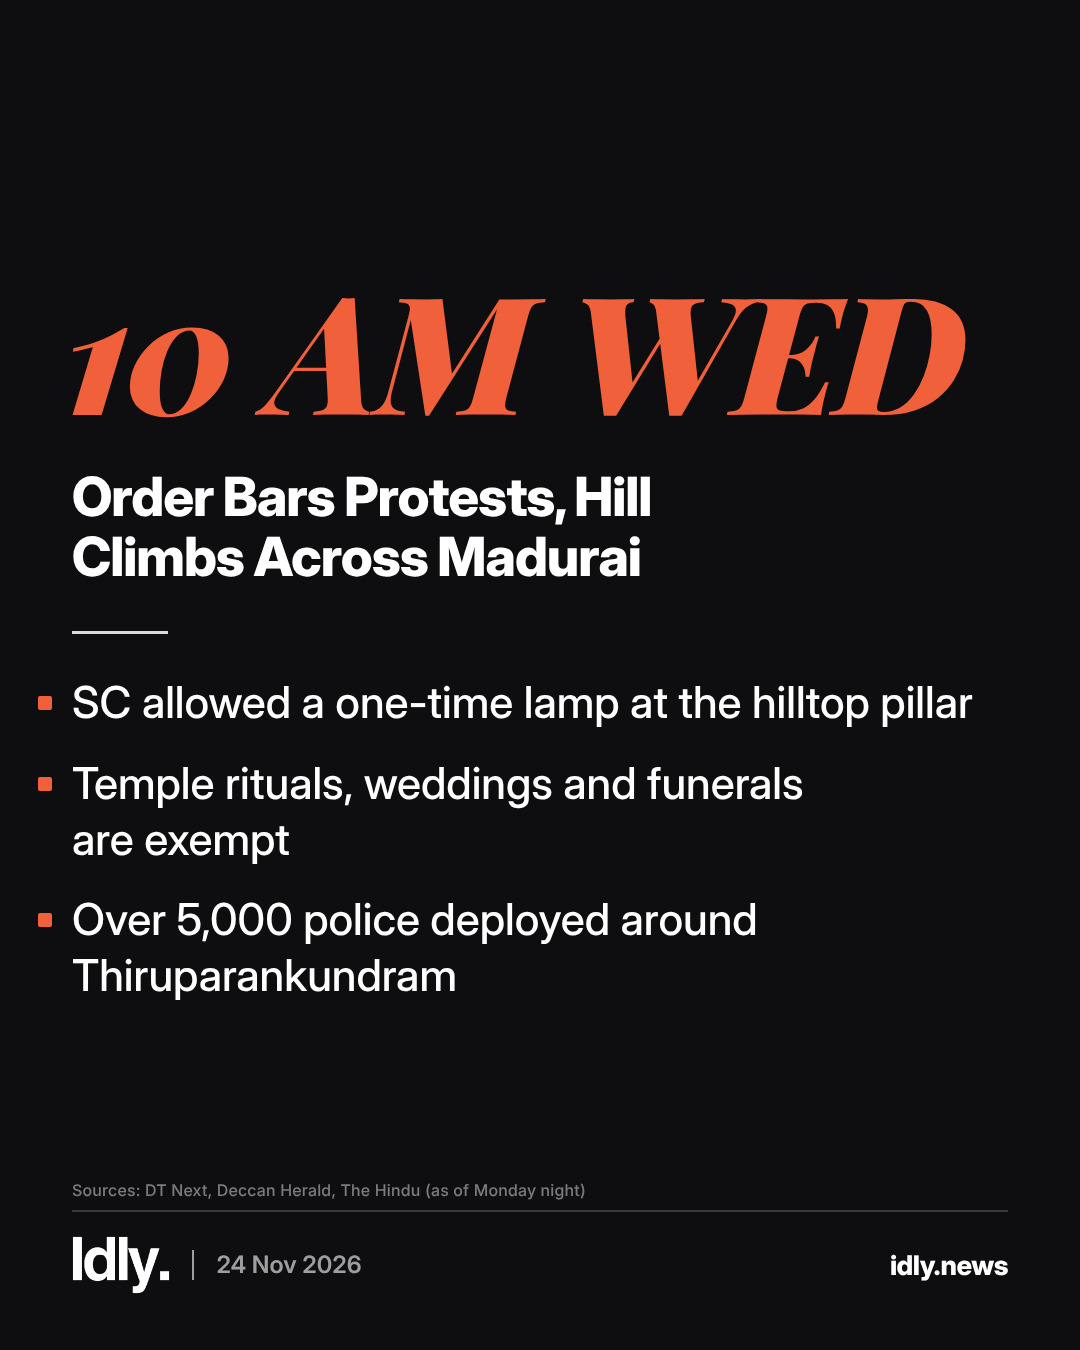 10 AM WED
Order Bars Protests, Hill
Climbs Across Madurai
SC allowed a one-time lamp at the hilltop pillar
Temple rituals, weddings and funerals
are exempt
Over 5,000 police deployed around
Thiruparankundram
Sources: DT Next, Deccan Herald, The Hindu (as of Monday night)
Idly. | 24 Nov 2026
idly.news